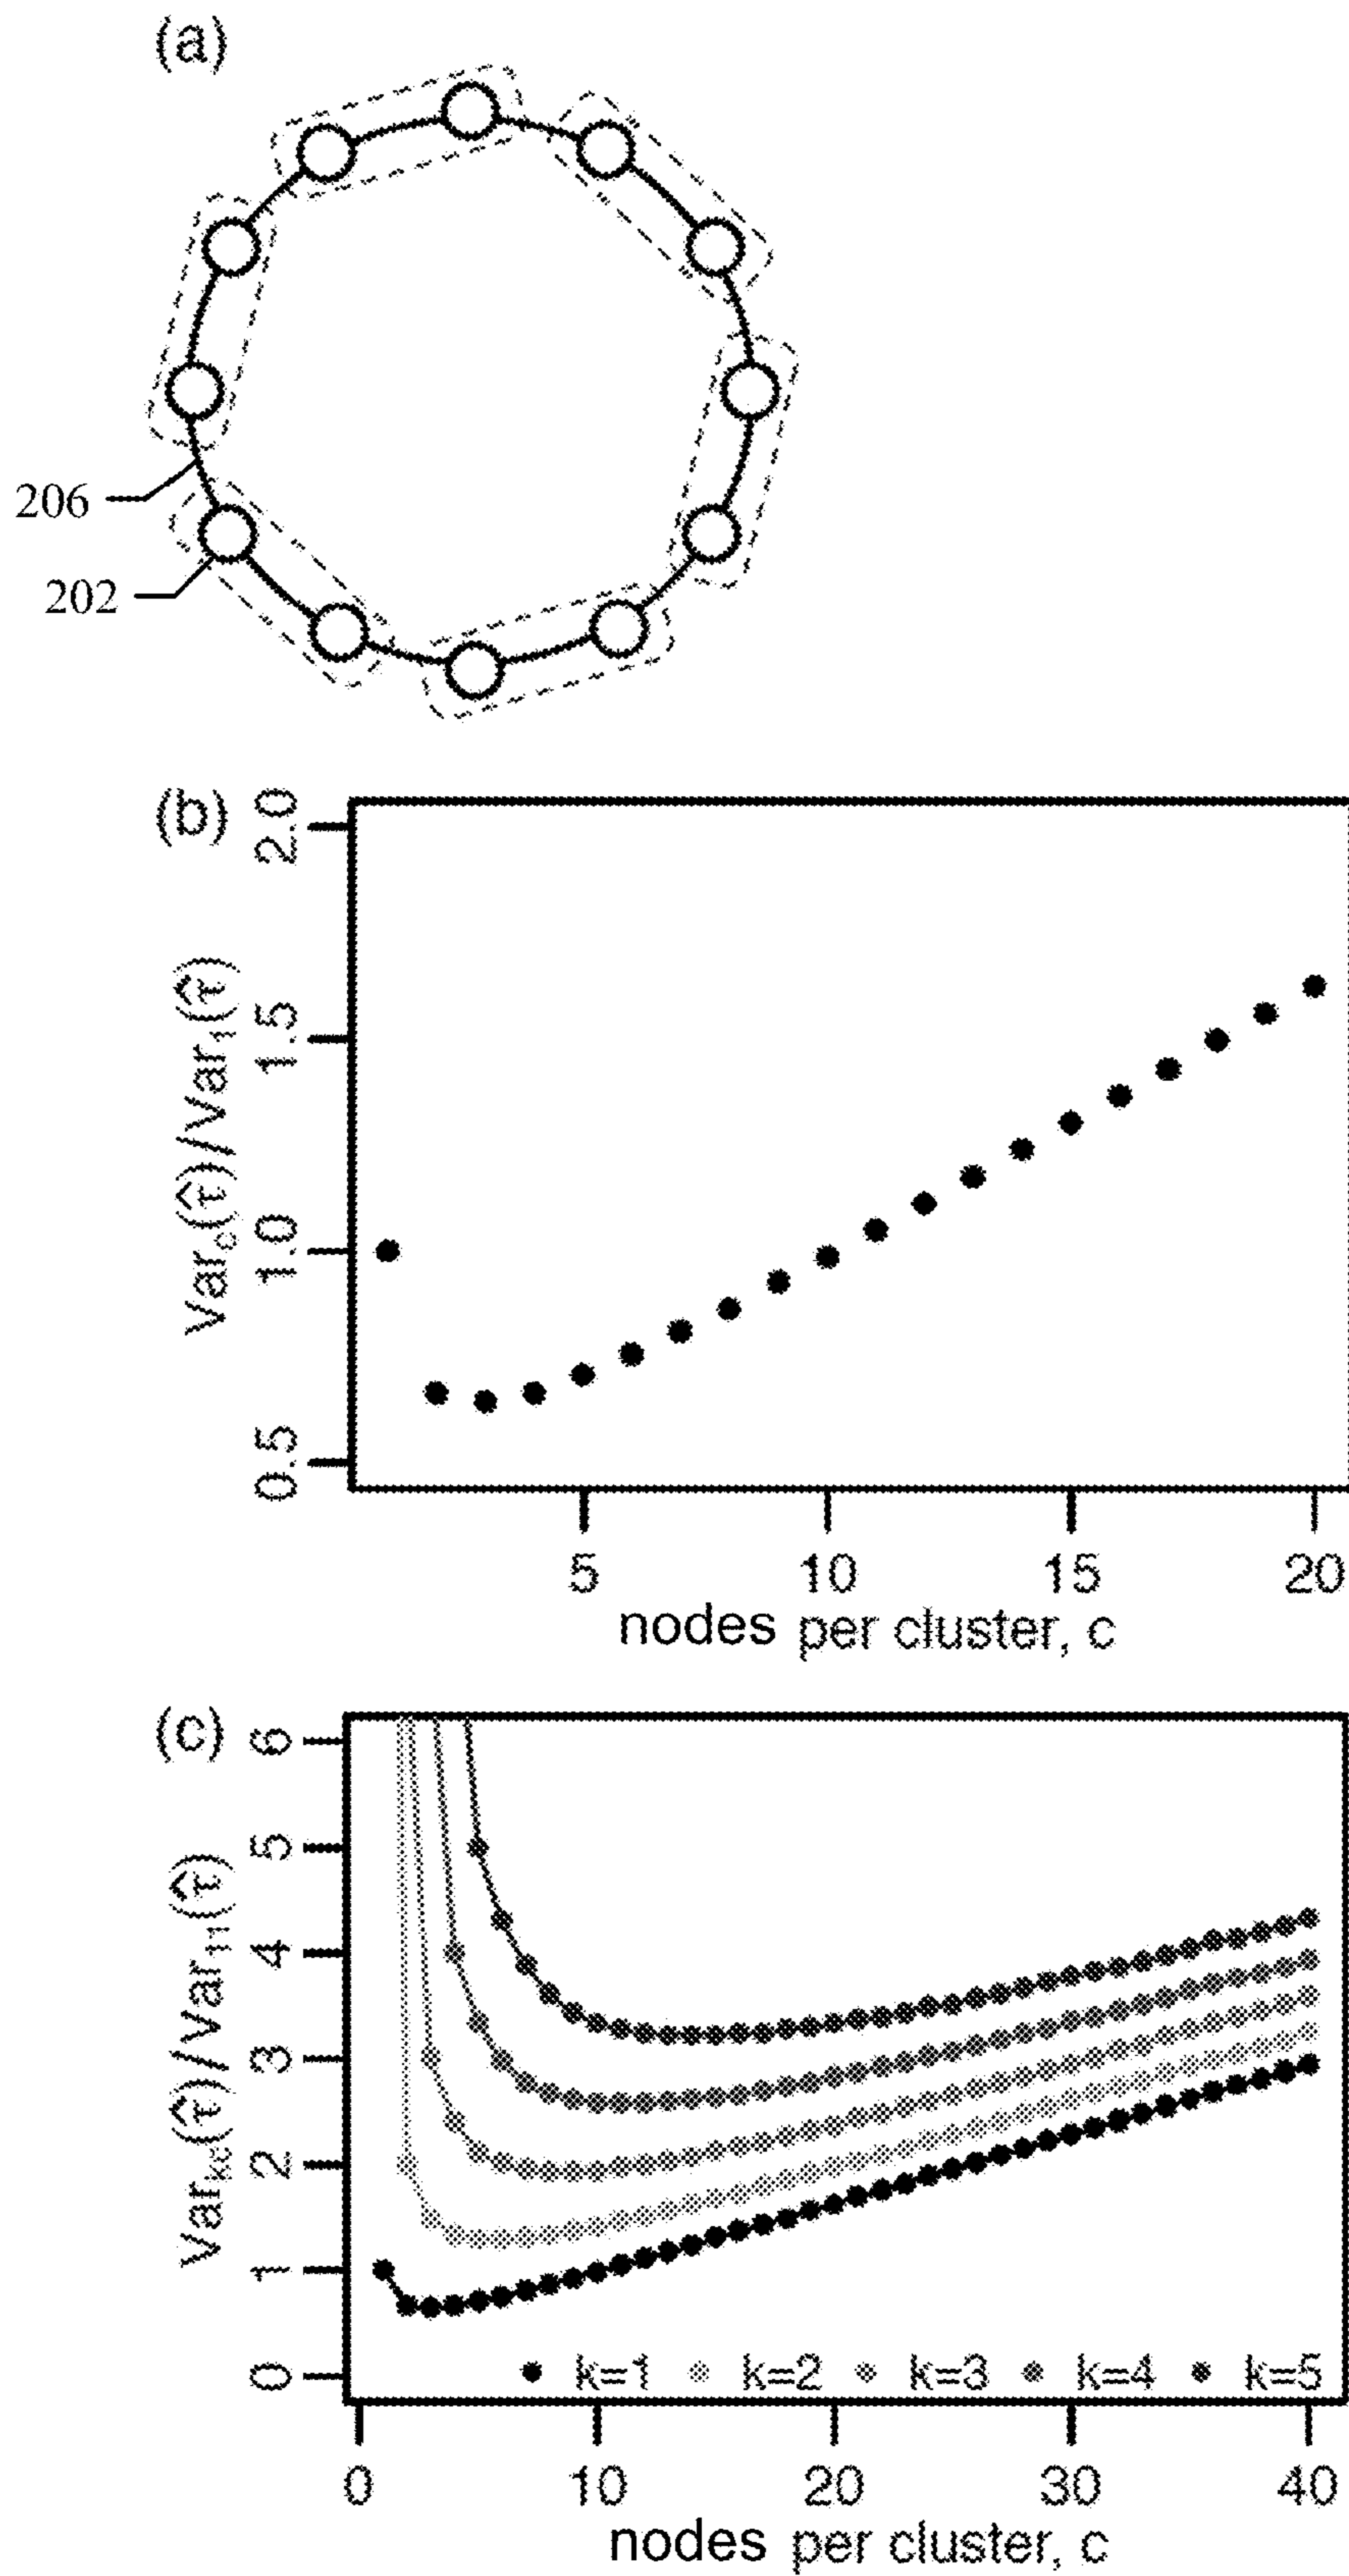 (a)
206
202
(b)
Var_c(τ̂)/Var_1(τ̂)
2.0
1.5
1.0
0.5
5 10 15 20
nodes per cluster, c
(c)
Var_kc(τ̂)/Var_11(τ̂)
6
5
4
3
2
1
0
k=1 k=2 k=3 k=4 k=5
0 10 20 30 40
nodes per cluster, c